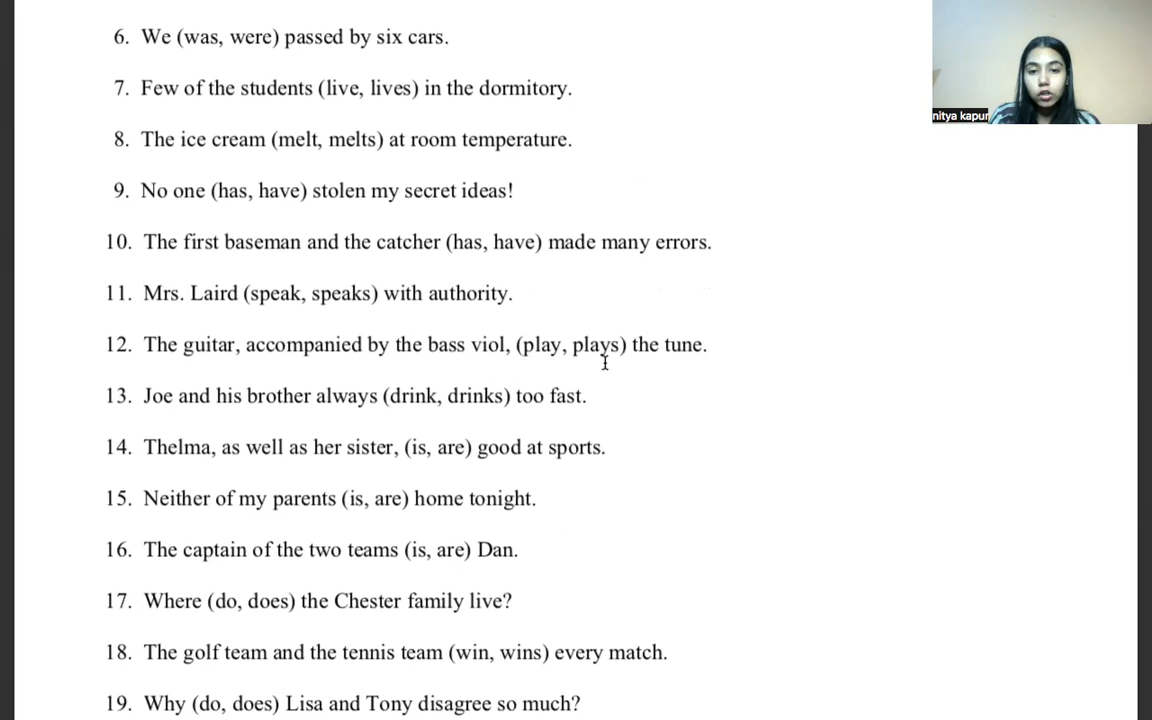 6. We (was, were) passed by six cars.
7. Few of the students (live, lives) in the dormitory.
8. The ice cream (melt, melts) at room temperature.
9. No one (has, have) stolen my secret ideas!
10. The first baseman and the catcher (has, have) made many errors.
11. Mrs. Laird (speak, speaks) with authority.
12. The guitar, accompanied by the bass viol, (play, plays) the tune.
13. Joe and his brother always (drink, drinks) too fast.
14. Thelma, as well as her sister, (is, are) good at sports.
15. Neither of my parents (is, are) home tonight.
16. The captain of the two teams (is, are) Dan.
17. Where (do, does) the Chester family live?
18. The golf team and the tennis team (win, wins) every match.
19. Why (do, does) Lisa and Tony disagree so much?
nitya kapur